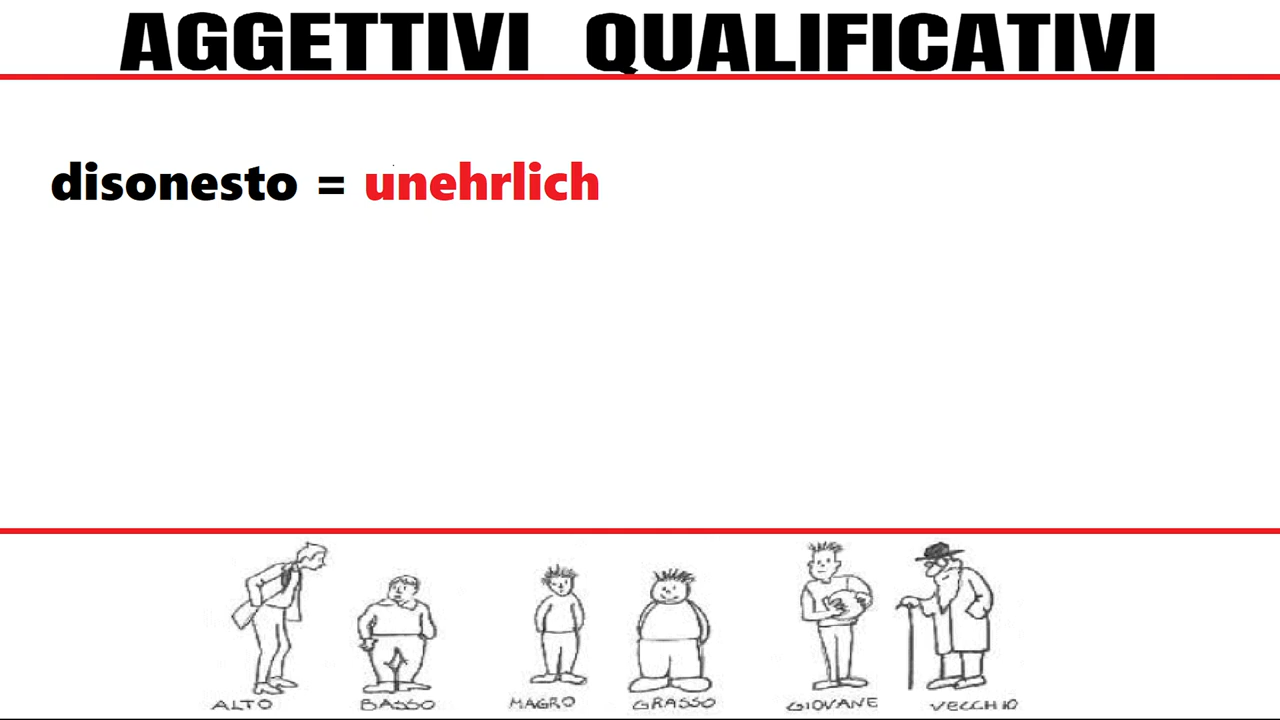 AGGETTIVI QUALIFICATIVI
disonesto = unehrlich
ALTO BASSO MAGRO GRASSO GIOVANE VECCHIO